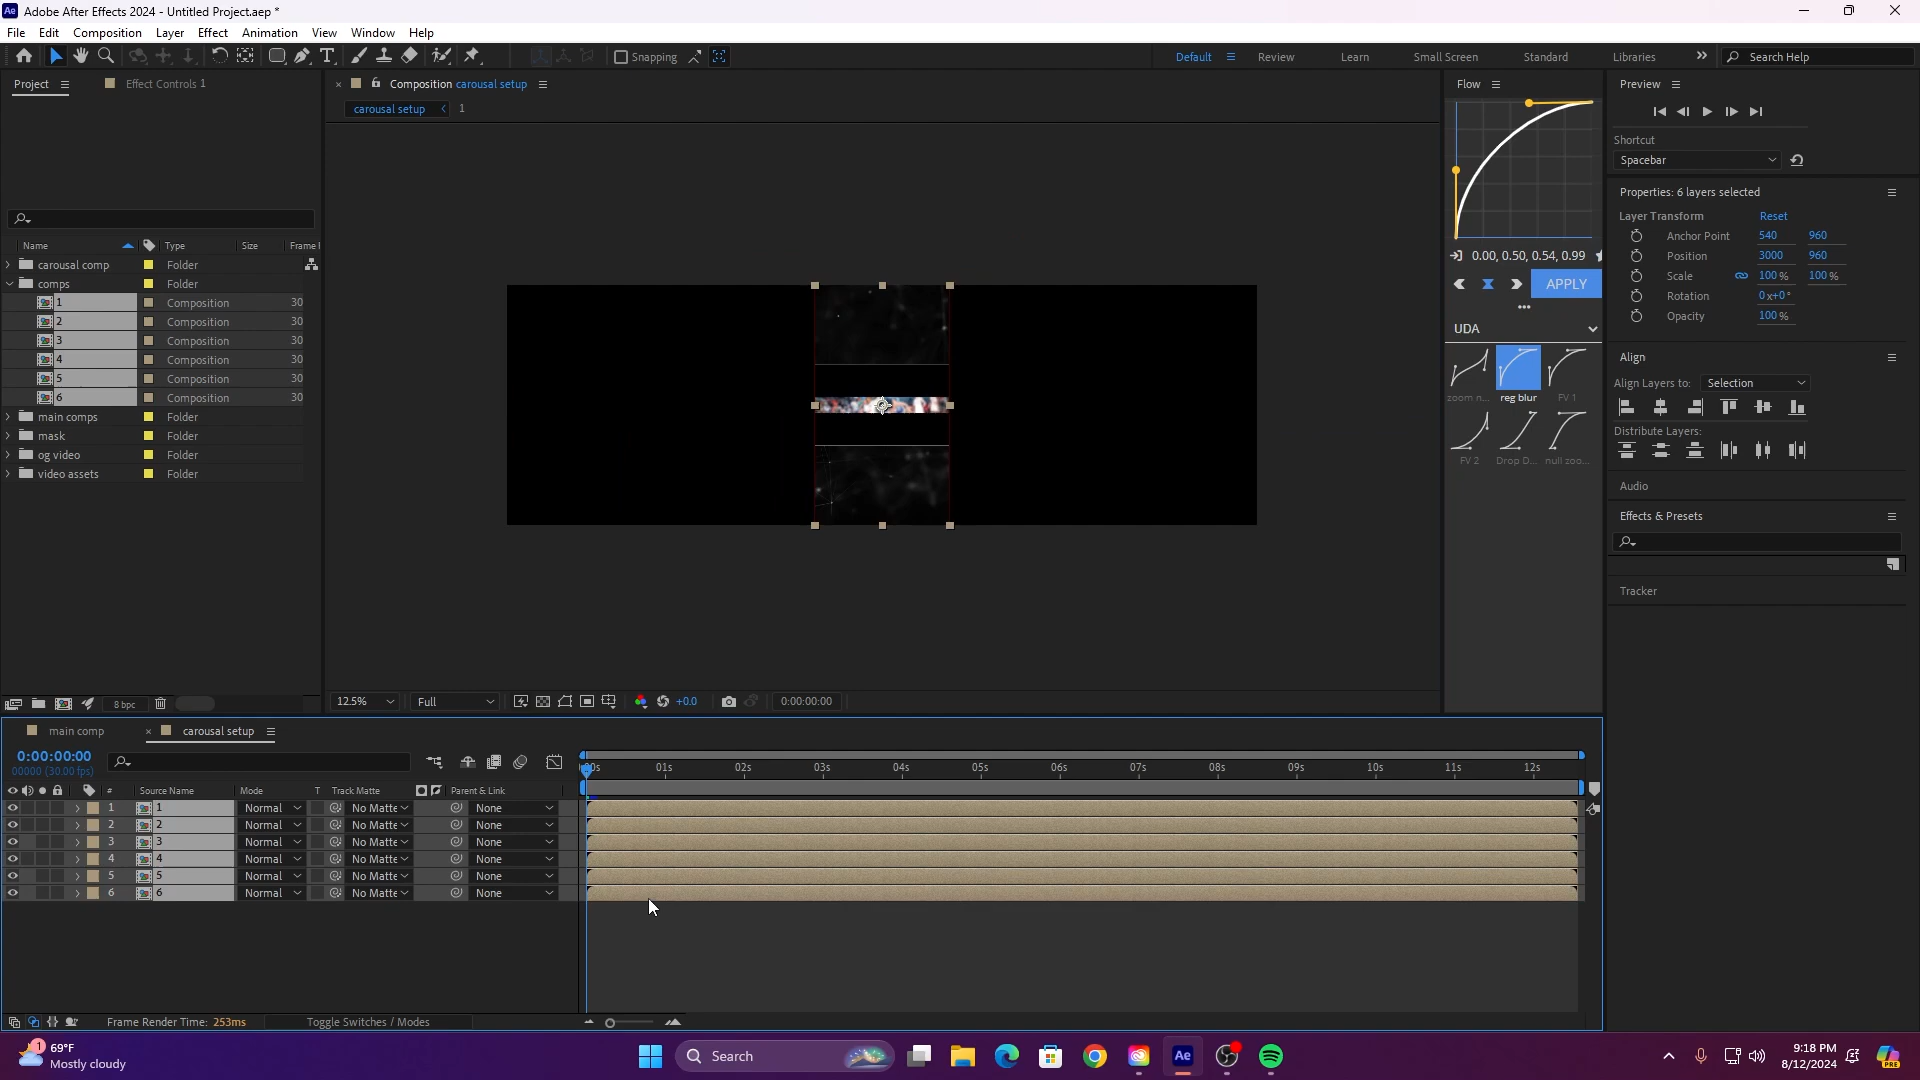 Adobe After Effects 2024 - Untitled Project.aep *
File Edit Composition Layer Effect Animation View Window Help
Snapping
Default Review Learn Small Screen Standard Libraries Search Help
Project Effect Controls 1
Composition carousal setup
carousal setup 1
Flow
Preview
Shortcut
Spacebar
Name Type Size Frame
carousal comp Folder
comps Folder
1 Composition 30
2 Composition 30
3 Composition 30
4 Composition 30
5 Composition 30
6 Composition 30
main comps Folder
mask Folder
og video Folder
video assets Folder
0.00, 0.50, 0.54, 0.99
APPLY
UDA
zoom n... reg blur FV 1
FV 2 Drop D... null zoo...
Properties: 6 layers selected
Layer Transform Reset
Anchor Point 540 960
Position 3000 960
Scale 100 % 100 %
Rotation 0x+0°
Opacity 100 %
Align
Align Layers to: Selection
Distribute Layers:
Audio
Effects & Presets
Tracker
8 bpc
12.5% Full +0.0 0:00:00:00
main comp carousal setup
0:00:00:00
00000 (30.00 fps)
01s 02s 03s 04s 05s 06s 07s 08s 09s 10s 11s 12s
# Source Name Mode T Track Matte Parent & Link
1 1 Normal No Matte None
2 2 Normal No Matte None
3 3 Normal No Matte None
4 4 Normal No Matte None
5 5 Normal No Matte None
6 6 Normal No Matte None
Frame Render Time: 253ms Toggle Switches / Modes
1
69°F
Mostly cloudy
Search
Ae
9:18 PM
8/12/2024
PRE